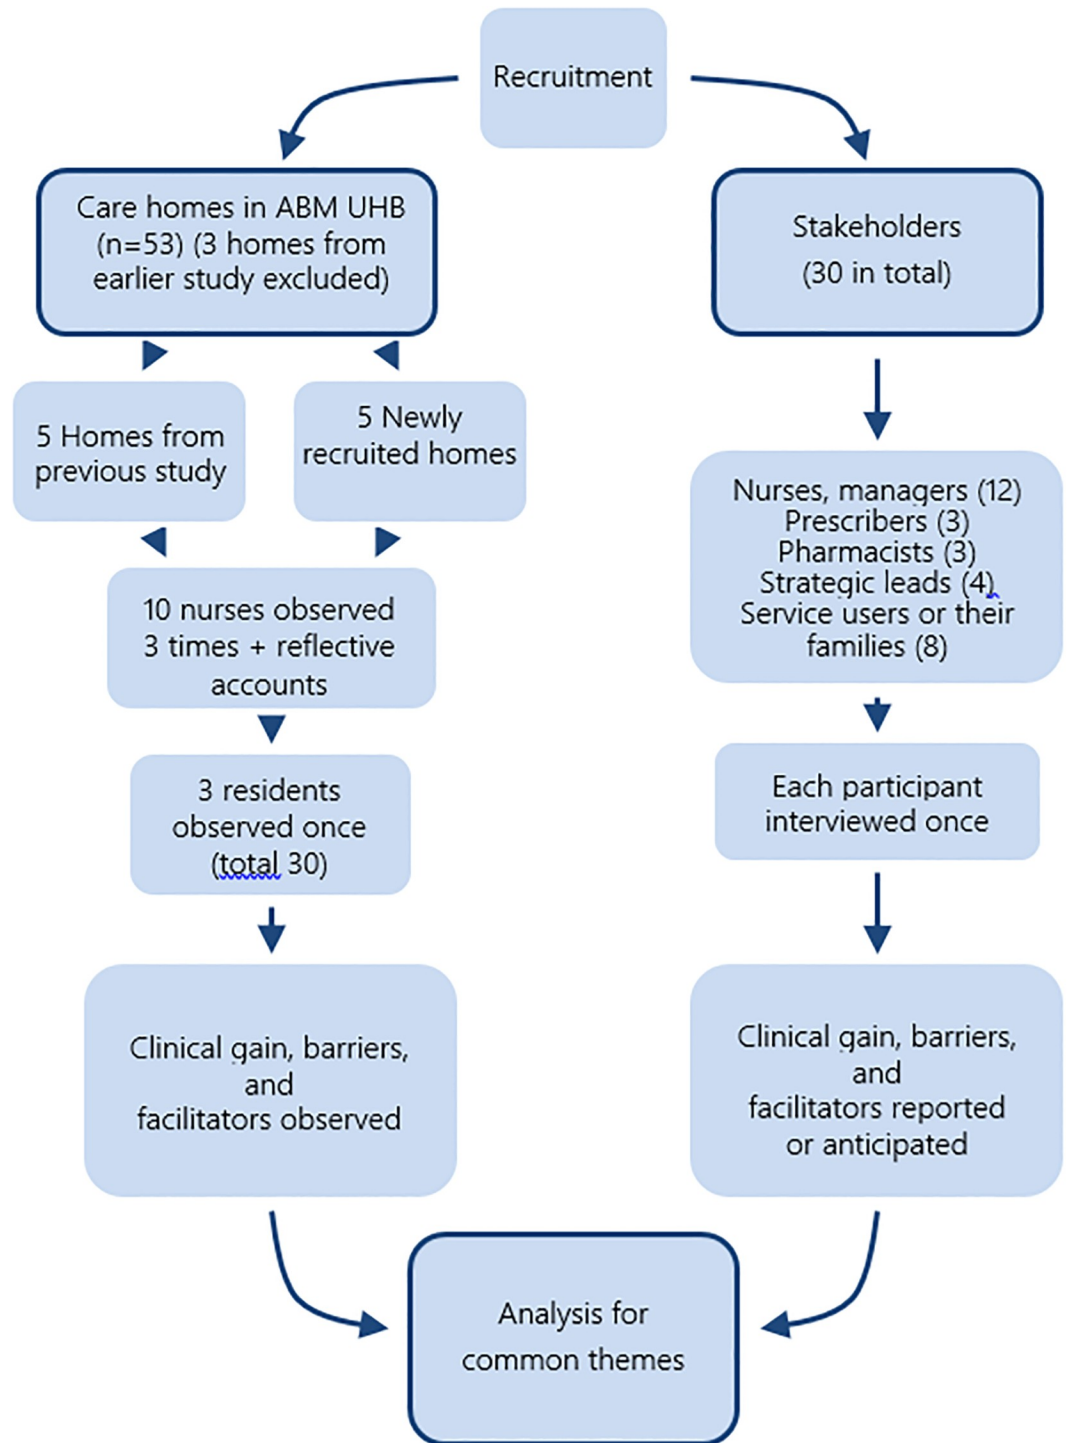 Recruitment
Care homes in ABM UHB
(n=53) (3 homes from
earlier study excluded)
Stakeholders
(30 in total)
5 Homes from
previous study
5 Newly
recruited homes
Nurses, managers (12)
Prescribers (3)
Pharmacists (3)
Strategic leads (4)
Service users or their
families (8)
10 nurses observed
3 times + reflective
accounts
3 residents
observed once
(total 30)
Each participant
interviewed once
Clinical gain, barriers,
and
facilitators observed
Clinical gain, barriers,
and
facilitators reported
or anticipated
Analysis for
common themes